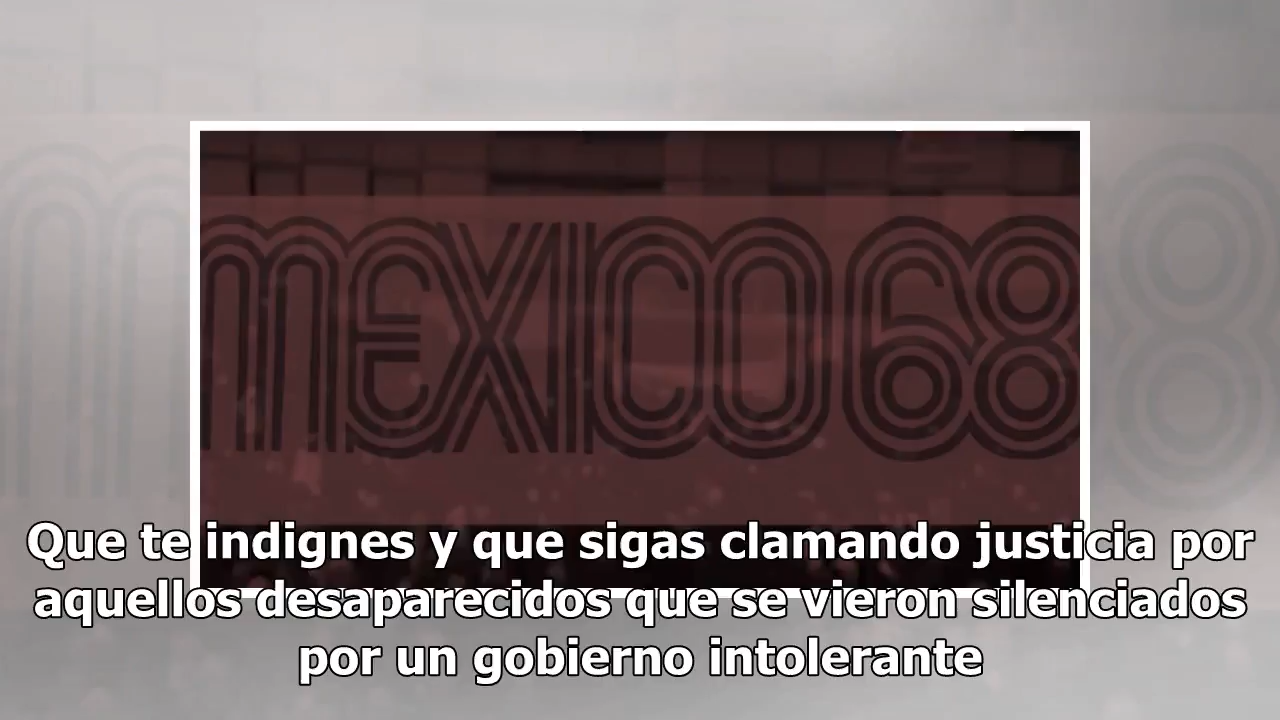 MEXICO 68
Que te indignes y que sigas clamando justicia por
aquellos desaparecidos que se vieron silenciados
por un gobierno intolerante